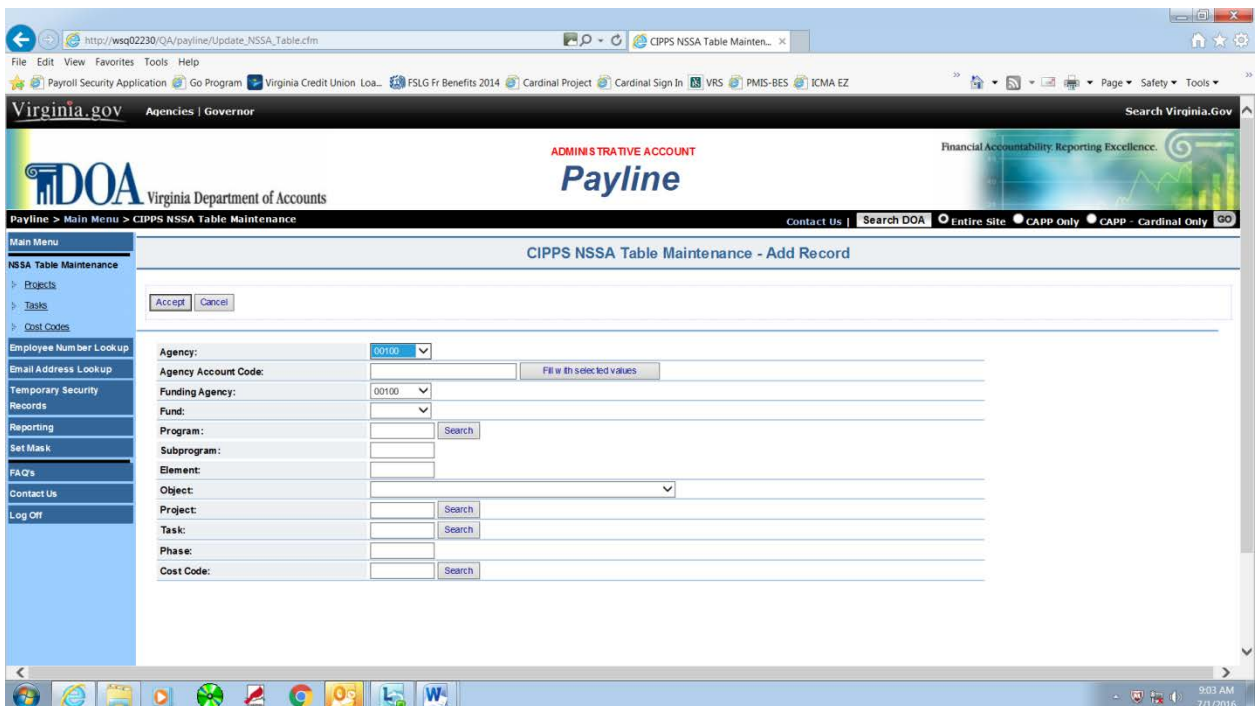 http://wsq02230/QA/payline/Update_NSSA_Table.cfm
CIPPS NSSA Table Mainten...
File Edit View Favorites Tools Help
Payroll Security Application Go Program Virginia Credit Union Loa... FSLG Fr Benefits 2014 Cardinal Project Cardinal Sign In VRS PMIS-BES ICMA EZ
Page Safety Tools
Virginia.gov Agencies | Governor Search Virginia.Gov
ADMINISTRATIVE ACCOUNT
Financial Accountability. Reporting Excellence.
Payline
DOA Virginia Department of Accounts
Payline > Main Menu > CIPPS NSSA Table Maintenance Contact Us | Search DOA Entire Site CAPP Only CAPP - Cardinal Only GO
Main Menu
CIPPS NSSA Table Maintenance - Add Record
NSSA Table Maintenance
Projects
Tasks
Cost Codes
Accept Cancel
Employee Number Lookup
Email Address Lookup
Temporary Security
Records
Reporting
Set Mask
FAQ's
Contact Us
Log Off
Agency: 00100
Agency Account Code: Fill with selected values
Funding Agency: 00100
Fund:
Program: Search
Subprogram:
Element:
Object:
Project: Search
Task: Search
Phase:
Cost Code: Search
9:03 AM
7/1/2016